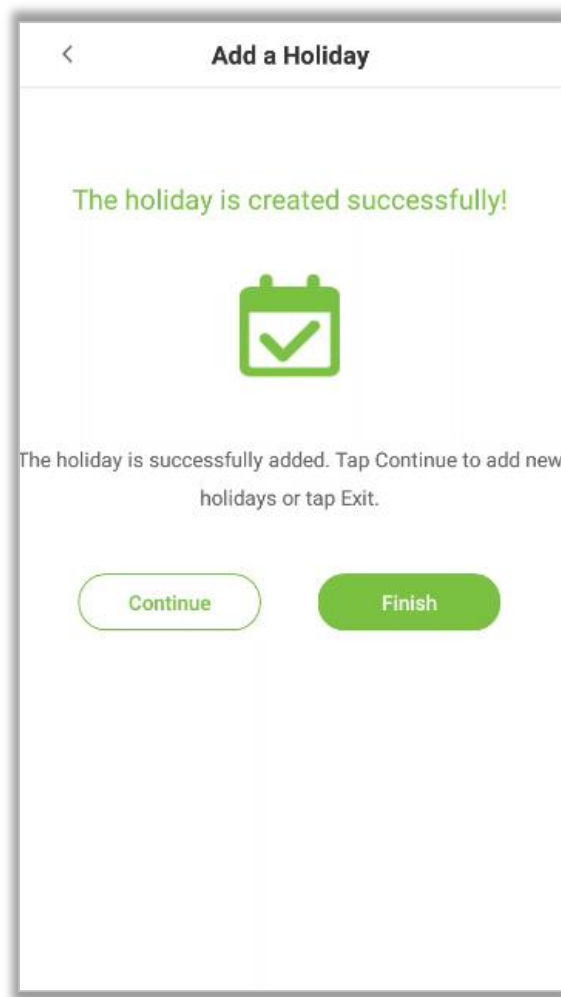 Add a Holiday
The holiday is created successfully!
The holiday is successfully added. Tap Continue to add new
holidays or tap Exit.
Continue
Finish